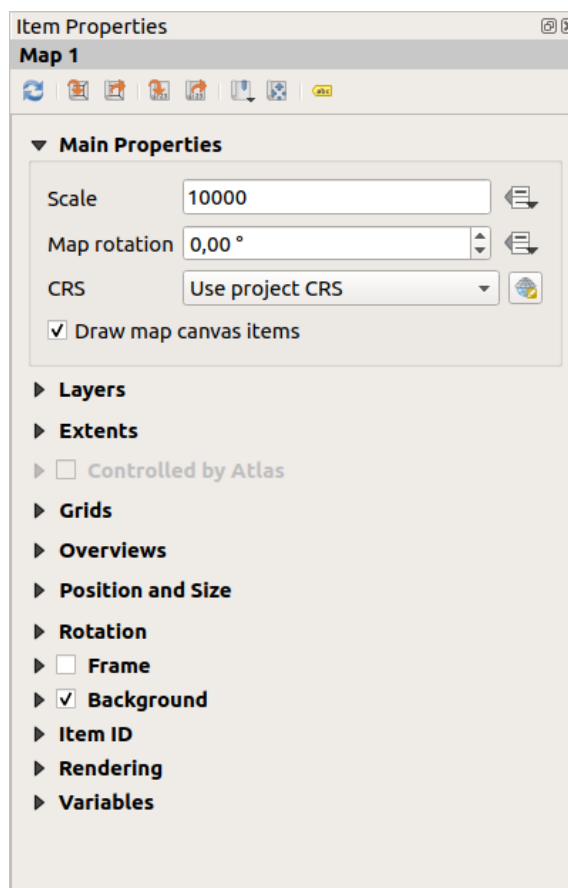 Item Properties
Map 1
Main Properties
Scale 10000
Map rotation 0,00 °
CRS Use project CRS
Draw map canvas items
Layers
Extents
Controlled by Atlas
Grids
Overviews
Position and Size
Rotation
Frame
Background
Item ID
Rendering
Variables